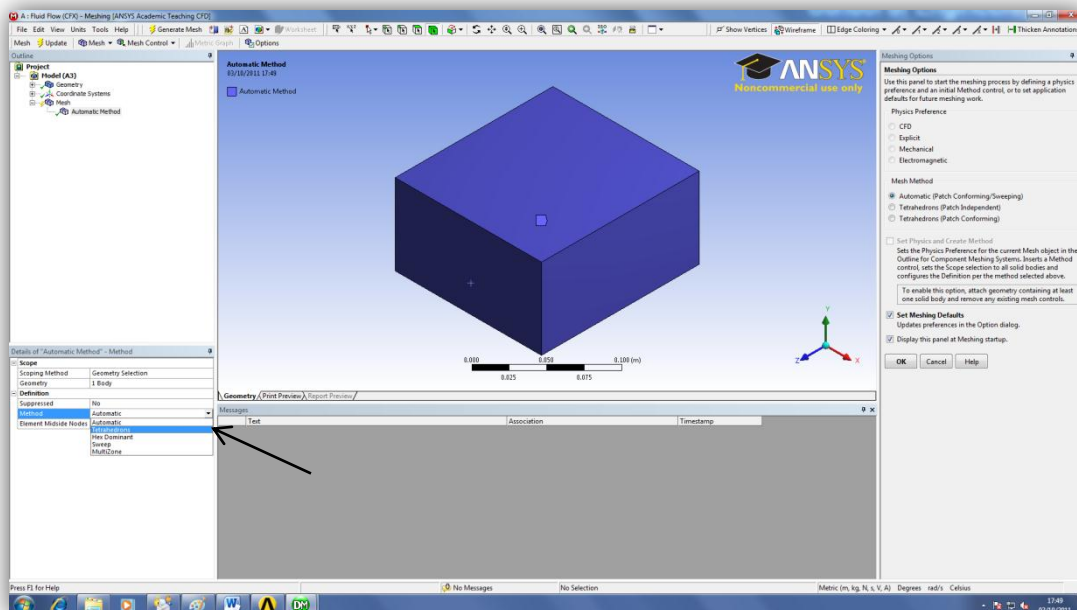 A : Fluid Flow (CFX) - Meshing [ANSYS Academic Teaching CFD]
File Edit View Units Tools Help Generate Mesh Worksheet Show Vertices Wireframe Edge Coloring Thicken Annotations
Mesh Update Mesh Mesh Control Metric Graph Options
Outline
Project
Model (A3)
Geometry
Coordinate Systems
Mesh
Automatic Method
Details of "Automatic Method" - Method
Scope
Scoping Method Geometry Selection
Geometry 1 Body
Definition
Suppressed No
Method Automatic
Element Midside Nodes Automatic
Tetrahedrons
Hex Dominant
Sweep
MultiZone
Automatic Method
03/10/2011 17:49
Automatic Method
ANSYS
Noncommercial use only
0.000 0.050 0.100 (m)
0.025 0.075
Y
Z X
Geometry Print Preview Report Preview
Messages
Text Association Timestamp
Meshing Options
Meshing Options
Use this panel to start the meshing process by defining a physics
preference and an initial Method control, or to set application
defaults for future meshing work.
Physics Preference
CFD
Explicit
Mechanical
Electromagnetic
Mesh Method
Automatic (Patch Conforming/Sweeping)
Tetrahedrons (Patch Independent)
Tetrahedrons (Patch Conforming)
Set Physics and Create Method
Sets the Physics Preference for the current Mesh object in the
Outline for Component Meshing Systems. Inserts a Method
control, sets the Scope selection to all solid bodies and
configures the Definition per the method selected above.
To enable this option, attach geometry containing at least
one solid body and remove any existing mesh controls.
Set Meshing Defaults
Updates preferences in the Option dialog.
Display this panel at Meshing startup.
OK Cancel Help
Press F1 for Help No Messages No Selection Metric (m, kg, N, s, V, A) Degrees rad/s Celsius
W DM
17:49